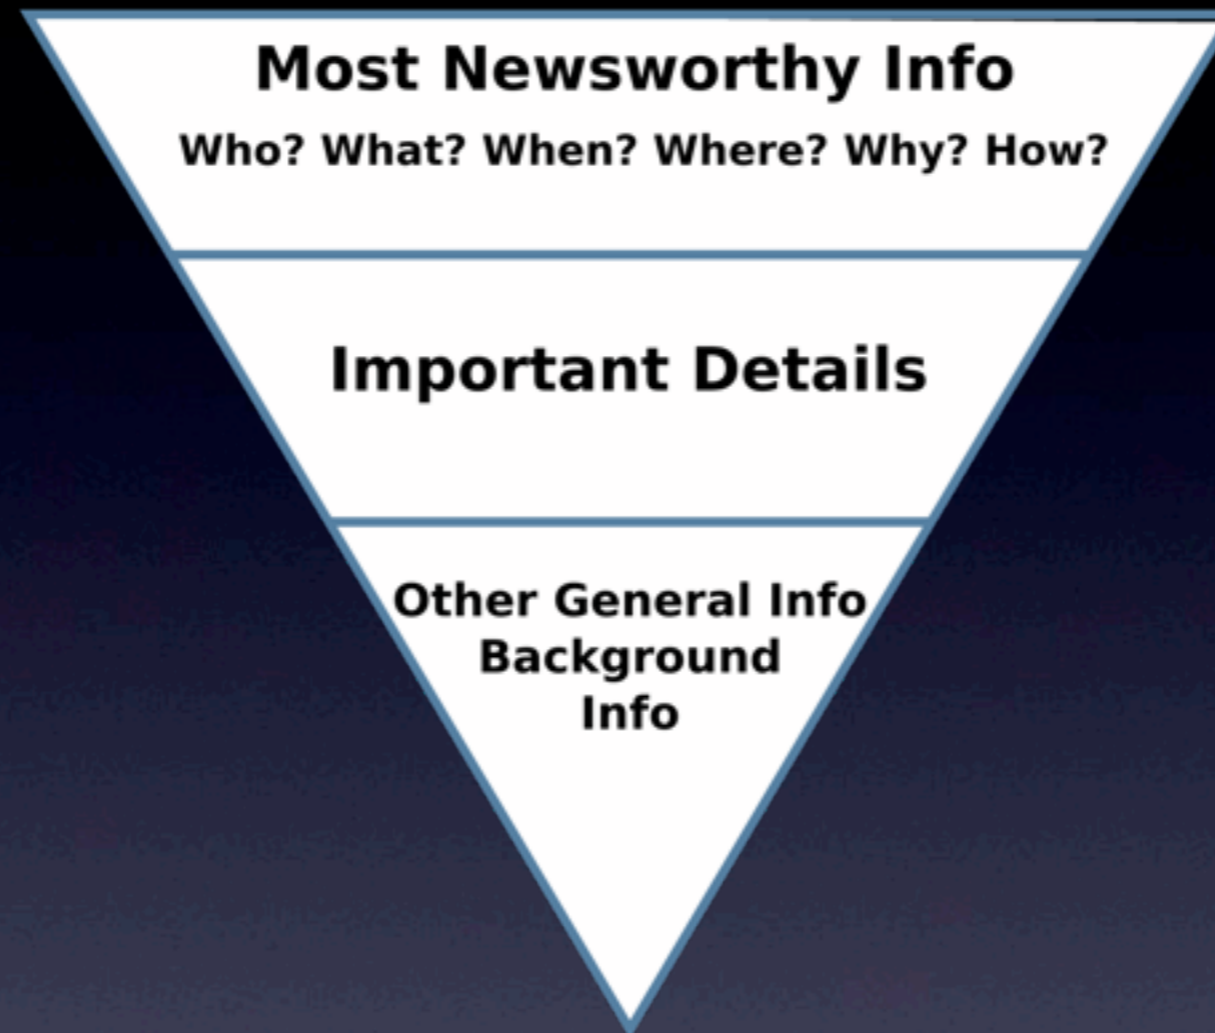 Most Newsworthy Info
Who? What? When? Where? Why? How?
Important Details
Other General Info
Background
Info